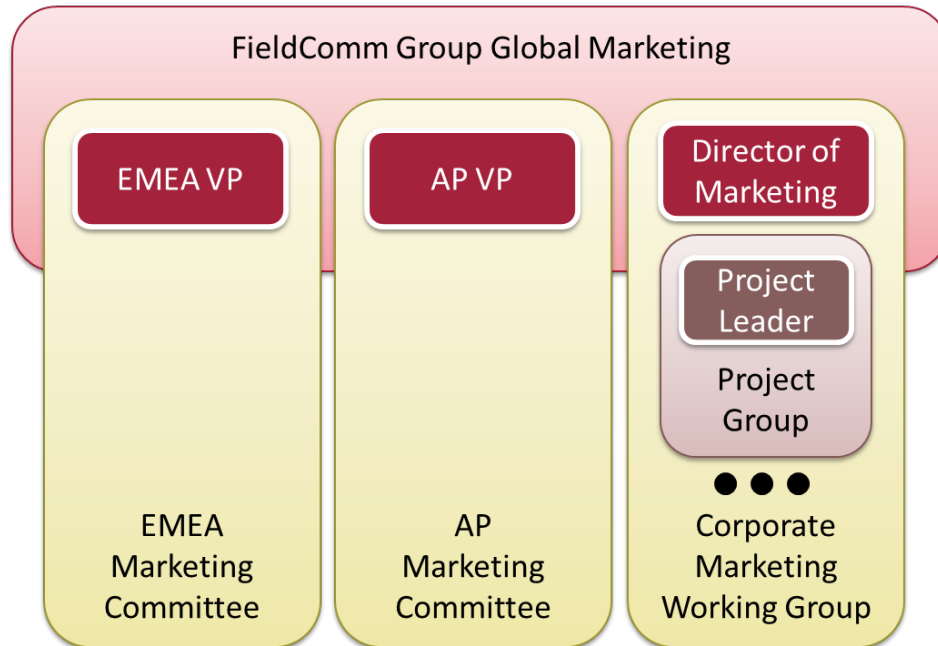 FieldComm Group Global Marketing
EMEA VP
AP VP
Director of
Marketing
Project
Leader
Project
Group
EMEA
Marketing
Committee
AP
Marketing
Committee
Corporate
Marketing
Working Group